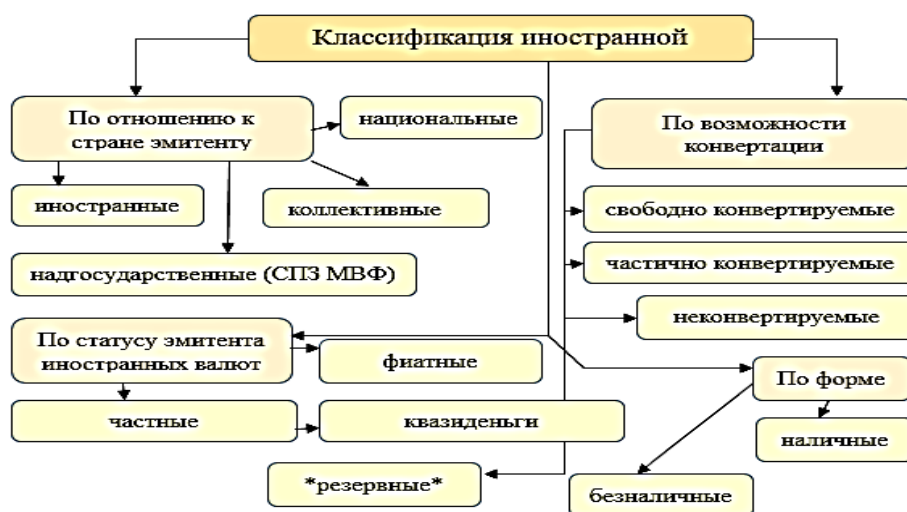 Классификация иностранной
По отношению к
стране эмитенту
национальные
иностранные
коллективные
надгосударственные (СПЗ МВФ)
По возможности
конвертации
свободно конвертируемые
частично конвертируемые
неконвертируемые
По статусу эмитента
иностранных валют
фиатные
частные
квазиденьги
*резервные*
По форме
наличные
безналичные